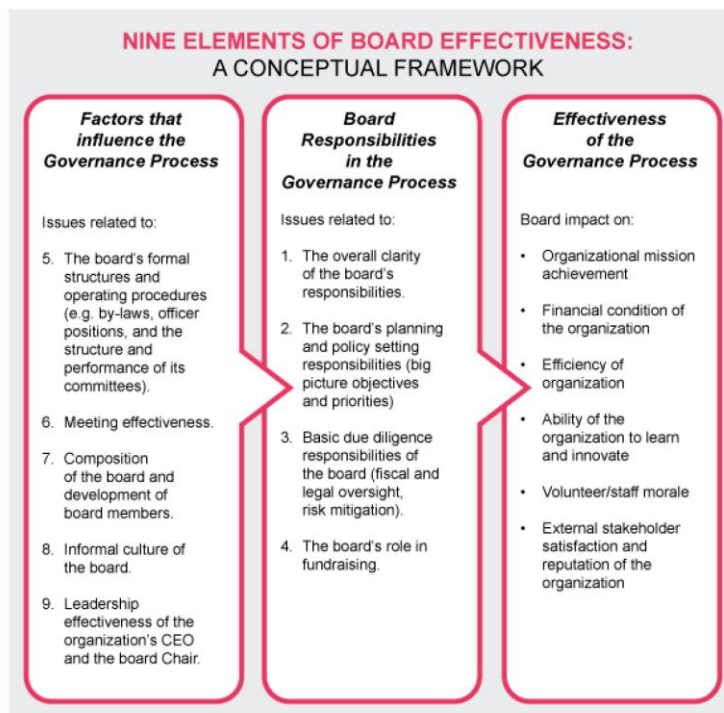 NINE ELEMENTS OF BOARD EFFECTIVENESS:
A CONCEPTUAL FRAMEWORK
Factors that
influence the
Governance Process
Issues related to:
5. The board's formal
structures and
operating procedures
(e.g. by-laws, officer
positions, and the
structure and
performance of its
committees).
6. Meeting effectiveness.
7. Composition
of the board and
development of
board members.
8. Informal culture of
the board.
9. Leadership
effectiveness of the
organization's CEO
and the board Chair.
Board
Responsibilities
in the
Governance Process
Issues related to:
1. The overall clarity
of the board's
responsibilities.
2. The board's planning
and policy setting
responsibilities (big
picture objectives
and priorities)
3. Basic due diligence
responsibilities of
the board (fiscal and
legal oversight,
risk mitigation).
4. The board's role in
fundraising.
Effectiveness
of the
Governance Process
Board impact on:
• Organizational mission
achievement
• Financial condition of
the organization
• Efficiency of
organization
• Ability of the
organization to learn
and innovate
• Volunteer/staff morale
• External stakeholder
satisfaction and
reputation of the
organization